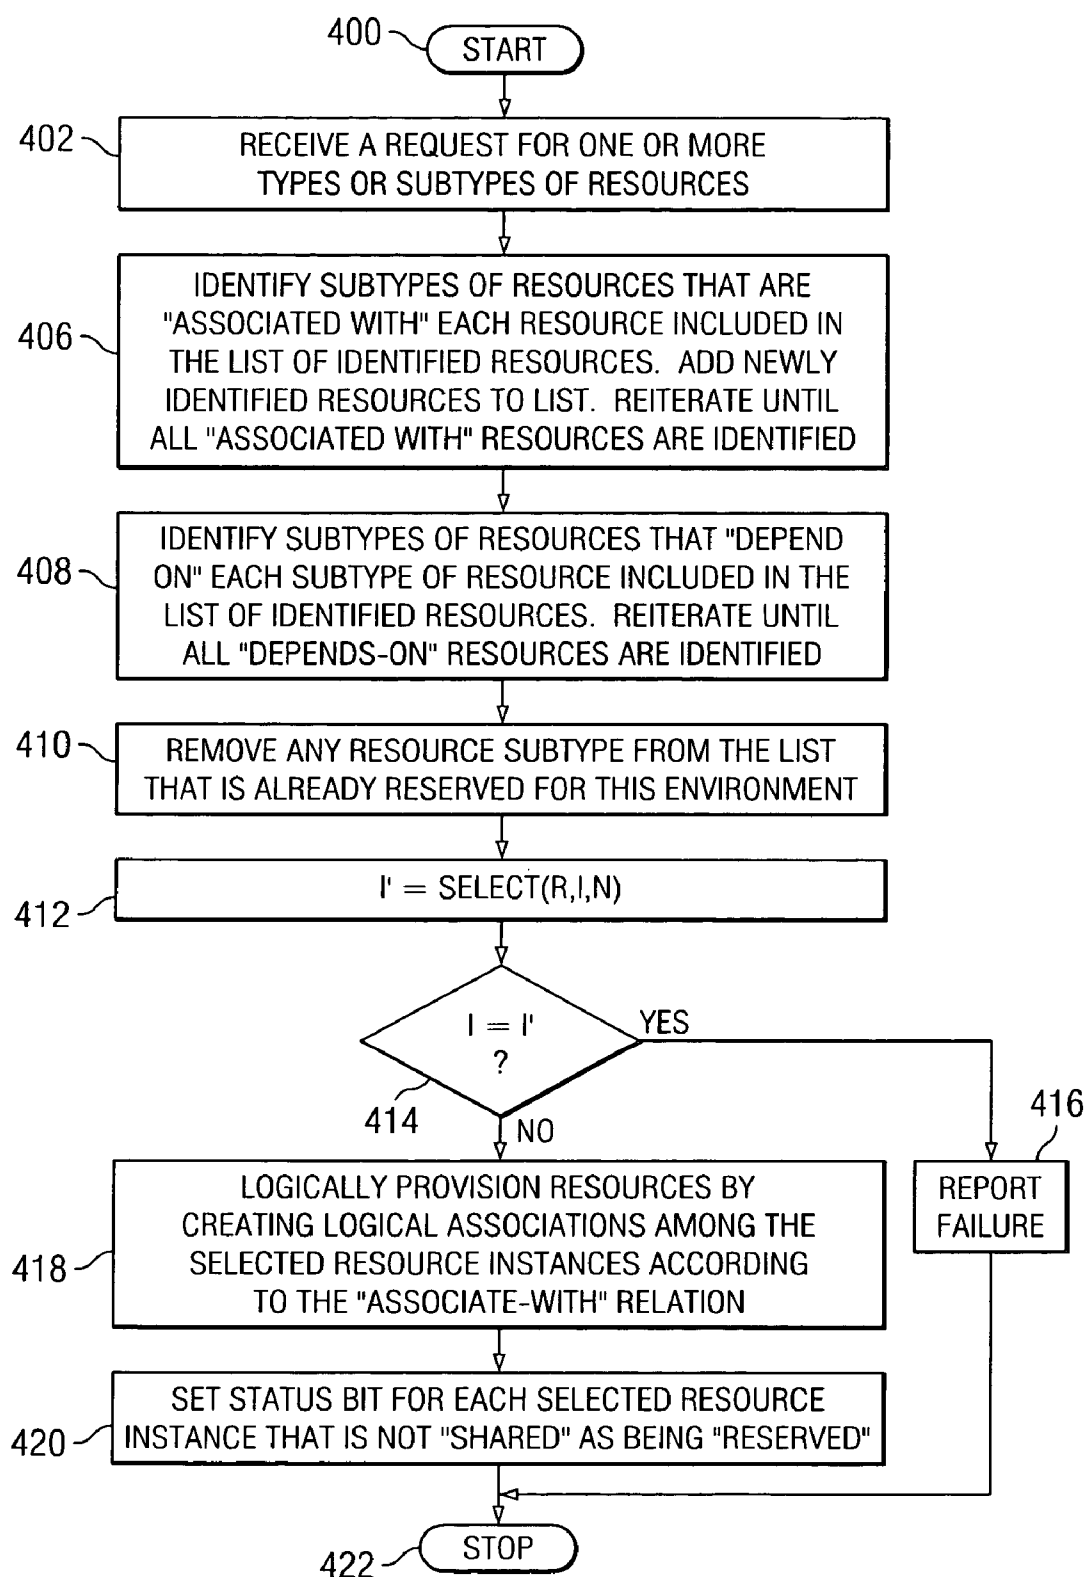 400
START
402
RECEIVE A REQUEST FOR ONE OR MORE
TYPES OR SUBTYPES OF RESOURCES
406
IDENTIFY SUBTYPES OF RESOURCES THAT ARE
"ASSOCIATED WITH" EACH RESOURCE INCLUDED IN
THE LIST OF IDENTIFIED RESOURCES. ADD NEWLY
IDENTIFIED RESOURCES TO LIST. REITERATE UNTIL
ALL "ASSOCIATED WITH" RESOURCES ARE IDENTIFIED
408
IDENTIFY SUBTYPES OF RESOURCES THAT "DEPEND
ON" EACH SUBTYPE OF RESOURCE INCLUDED IN THE
LIST OF IDENTIFIED RESOURCES. REITERATE UNTIL
ALL "DEPENDS-ON" RESOURCES ARE IDENTIFIED
410
REMOVE ANY RESOURCE SUBTYPE FROM THE LIST
THAT IS ALREADY RESERVED FOR THIS ENVIRONMENT
412
I' = SELECT(R,I,N)
I = I'
?
YES
414
NO
416
REPORT
FAILURE
418
LOGICALLY PROVISION RESOURCES BY
CREATING LOGICAL ASSOCIATIONS AMONG THE
SELECTED RESOURCE INSTANCES ACCORDING
TO THE "ASSOCIATE-WITH" RELATION
420
SET STATUS BIT FOR EACH SELECTED RESOURCE
INSTANCE THAT IS NOT "SHARED" AS BEING "RESERVED"
422
STOP